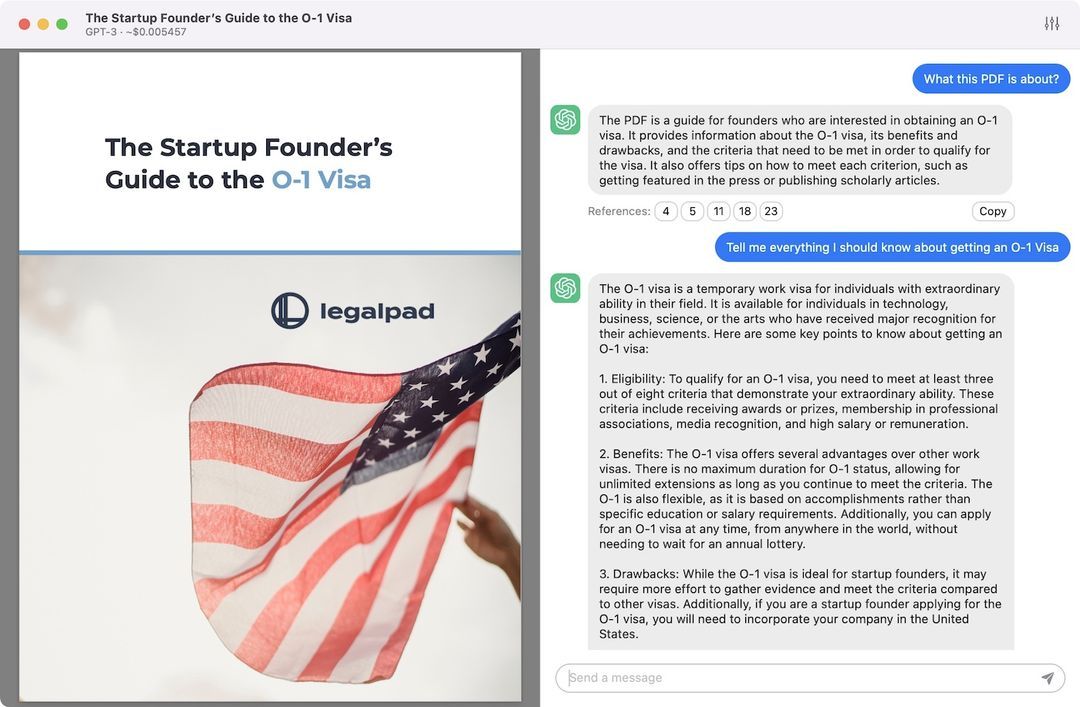 The Startup Founder’s Guide to the O-1 Visa
GPT-3 · ~$0.005457
The Startup Founder’s
Guide to the O-1 Visa
legalpad
What this PDF is about?
The PDF is a guide for founders who are interested in obtaining an O-1
visa. It provides information about the O-1 visa, its benefits and
drawbacks, and the criteria that need to be met in order to qualify for
the visa. It also offers tips on how to meet each criterion, such as
getting featured in the press or publishing scholarly articles.
References: 4 5 11 18 23
Copy
Tell me everything I should know about getting an O-1 Visa
The O-1 visa is a temporary work visa for individuals with extraordinary
ability in their field. It is available for individuals in technology,
business, science, or the arts who have received major recognition for
their achievements. Here are some key points to know about getting an
O-1 visa:
1. Eligibility: To qualify for an O-1 visa, you need to meet at least three
out of eight criteria that demonstrate your extraordinary ability. These
criteria include receiving awards or prizes, membership in professional
associations, media recognition, and high salary or remuneration.
2. Benefits: The O-1 visa offers several advantages over other work
visas. There is no maximum duration for O-1 status, allowing for
unlimited extensions as long as you continue to meet the criteria. The
O-1 is also flexible, as it is based on accomplishments rather than
specific education or salary requirements. Additionally, you can apply
for an O-1 visa at any time, from anywhere in the world, without
needing to wait for an annual lottery.
3. Drawbacks: While the O-1 visa is ideal for startup founders, it may
require more effort to gather evidence and meet the criteria compared
to other visas. Additionally, if you are a startup founder applying for the
O-1 visa, you will need to incorporate your company in the United
States.
Send a message